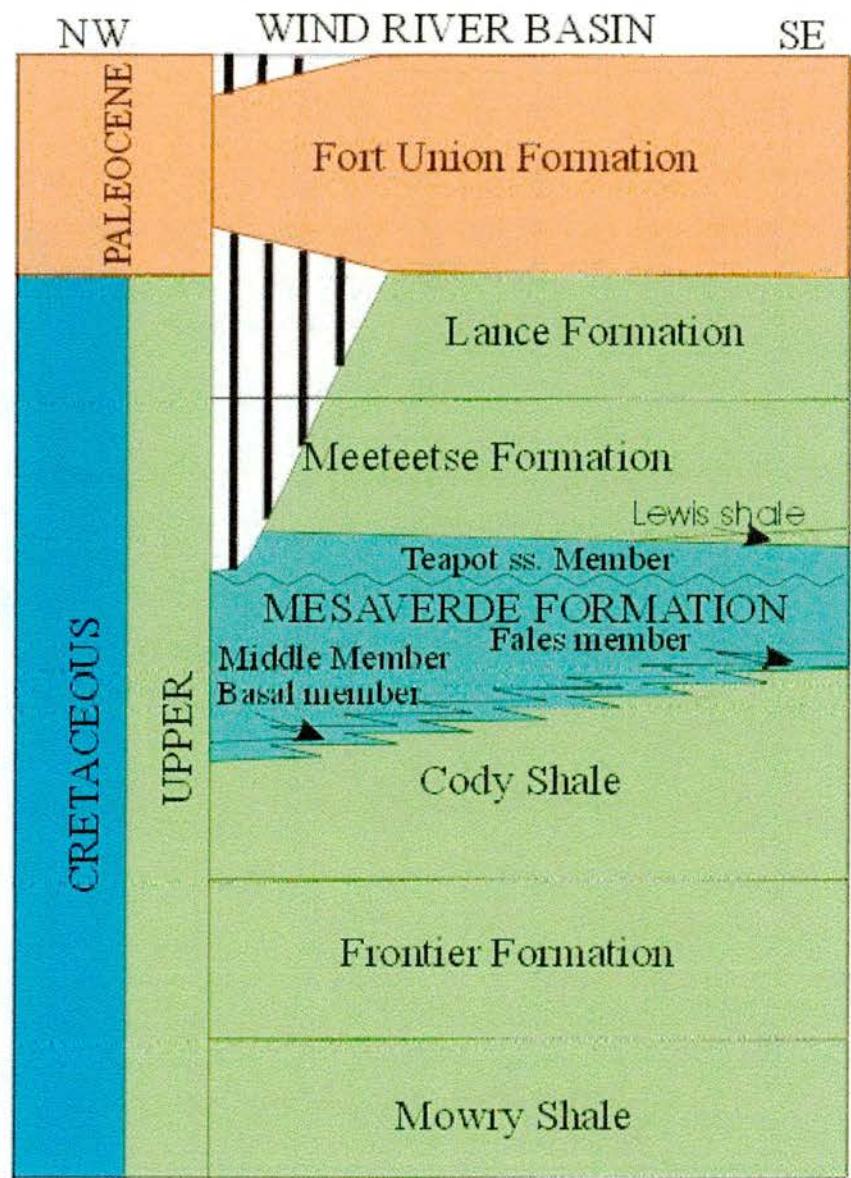 NW WIND RIVER BASIN SE
PALEOCENE
Fort Union Formation
Lance Formation
Meeteetse Formation
Lewis shale
Teapot ss. Member
MESAVERDE FORMATION
Fales member
Middle Member
Basal member
CRETACEOUS
UPPER
Cody Shale
Frontier Formation
Mowry Shale